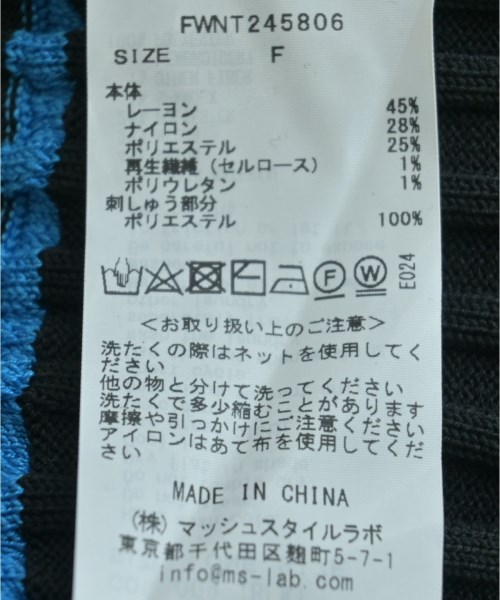 FWNT245806
SIZE F
本体
レーヨン 45%
ナイロン 28%
ポリエステル 25%
再生繊維（セルロース） 1%
ポリウレタン 1%
刺しゅう部分
ポリエステル 100%
F W E024
＜お取り扱い上のご注意＞
洗たくの際はネットを使用してく
ださい
他の物と分けて洗ってください
洗たくで多少縮むことがあります
摩擦や引っかけにご注意ください
アイロンはあて布を使用してくだ
さい
MADE IN CHINA
（株）マッシュスタイルラボ
東京都千代田区麹町5-7-1
info@ms-lab.com